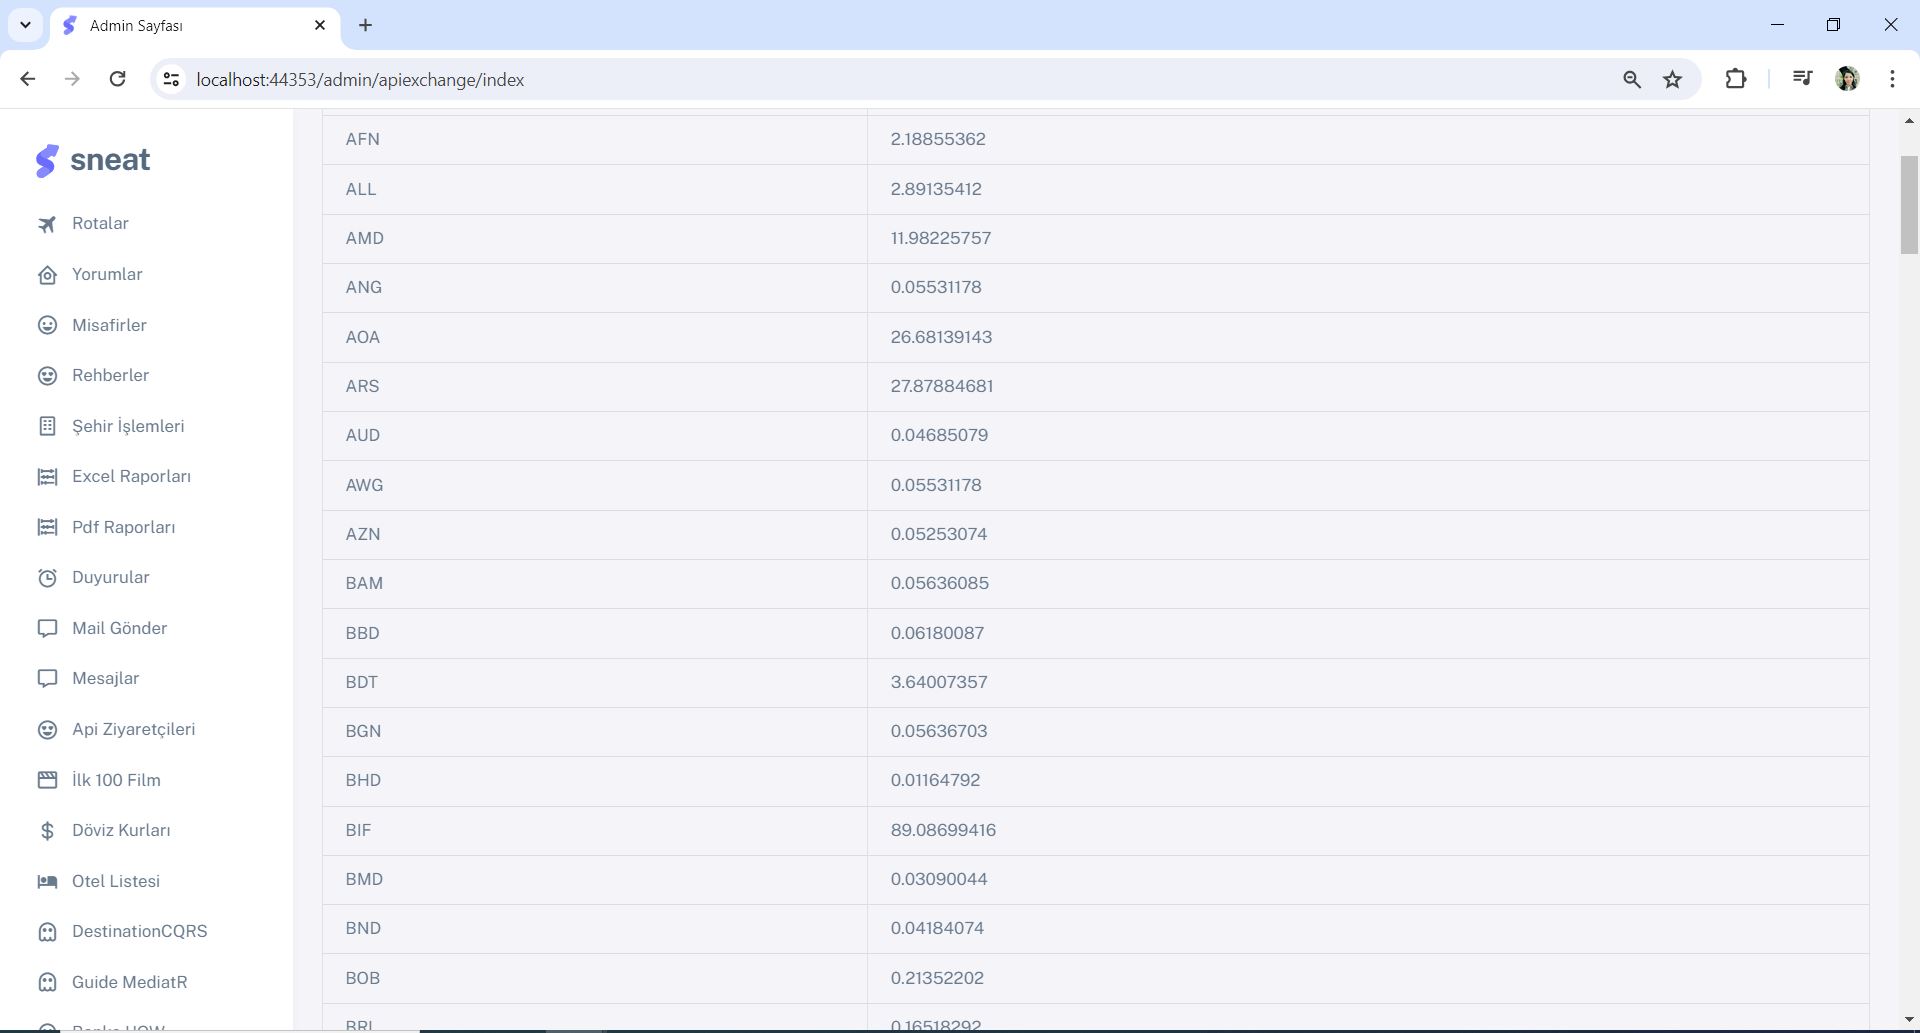 Admin Sayfası
localhost:44353/admin/apiexchange/index
sneat
Rotalar
Yorumlar
Misafirler
Rehberler
Şehir İşlemleri
Excel Raporları
Pdf Raporları
Duyurular
Mail Gönder
Mesajlar
Api Ziyaretçileri
İlk 100 Film
Döviz Kurları
Otel Listesi
DestinationCQRS
Guide MediatR
AFN 2.18855362
ALL 2.89135412
AMD 11.98225757
ANG 0.05531178
AOA 26.68139143
ARS 27.87884681
AUD 0.04685079
AWG 0.05531178
AZN 0.05253074
BAM 0.05636085
BBD 0.06180087
BDT 3.64007357
BGN 0.05636703
BHD 0.01164792
BIF 89.08699416
BMD 0.03090044
BND 0.04184074
BOB 0.21352202
BRL 0.16518292